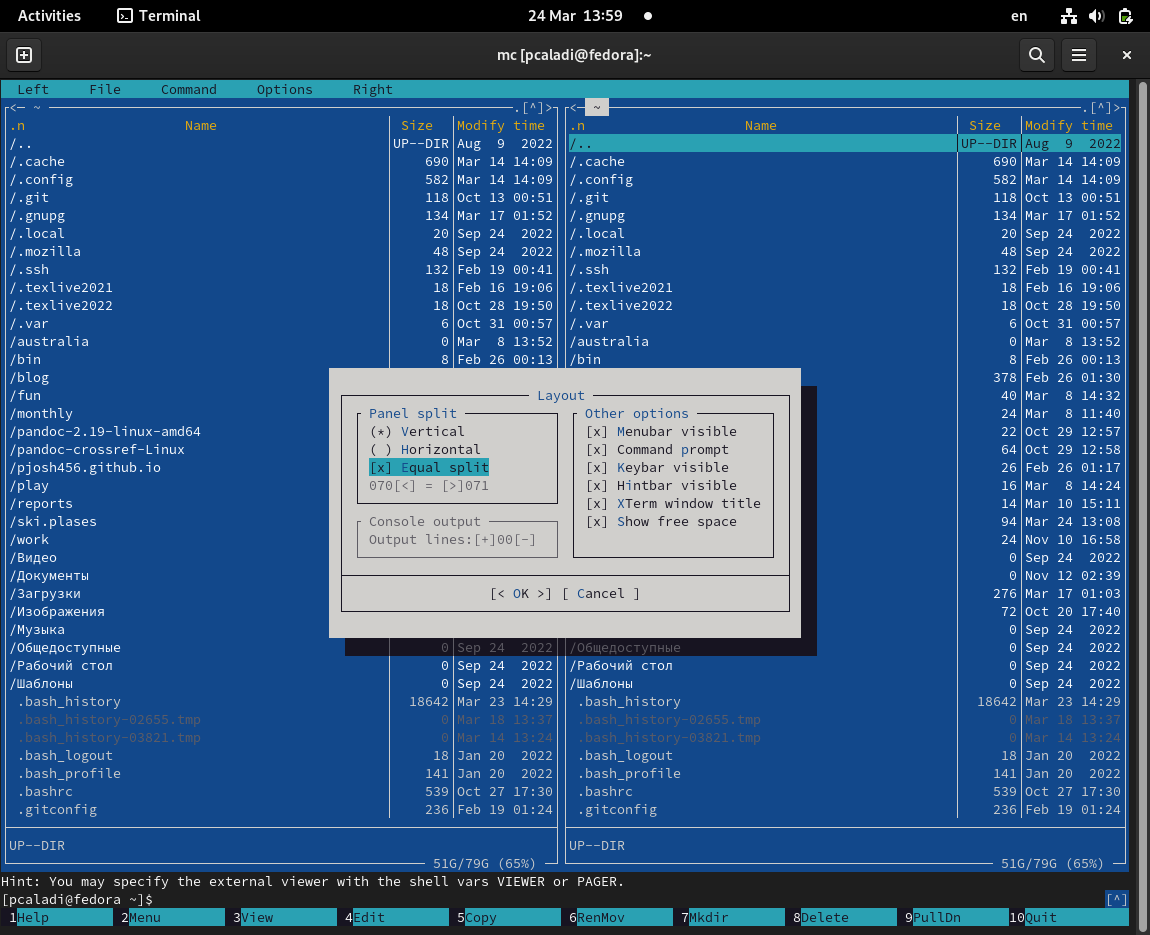 Activities Terminal 24 Mar 13:59 en
mc [pcaladi@fedora]:~
Left File Command Options Right
<- ~ .[^]> <- ~ .[^]>
.n Name Size Modify time .n Name Size Modify time
/.. UP--DIR Aug 9 2022 /.. UP--DIR Aug 9 2022
/.cache 690 Mar 14 14:09 /.cache 690 Mar 14 14:09
/.config 582 Mar 14 14:09 /.config 582 Mar 14 14:09
/.git 118 Oct 13 00:51 /.git 118 Oct 13 00:51
/.gnupg 134 Mar 17 01:52 /.gnupg 134 Mar 17 01:52
/.local 20 Sep 24 2022 /.local 20 Sep 24 2022
/.mozilla 48 Sep 24 2022 /.mozilla 48 Sep 24 2022
/.ssh 132 Feb 19 00:41 /.ssh 132 Feb 19 00:41
/.texlive2021 18 Feb 16 19:06 /.texlive2021 18 Feb 16 19:06
/.texlive2022 18 Oct 28 19:50 /.texlive2022 18 Oct 28 19:50
/.var 6 Oct 31 00:57 /.var 6 Oct 31 00:57
/australia 0 Mar 8 13:52 /australia 0 Mar 8 13:52
/bin 8 Feb 26 00:13 /bin 8 Feb 26 00:13
/blog 378 Feb 26 01:30
/fun Layout 40 Mar 8 14:32
/monthly Panel split Other options 24 Mar 8 11:40
/pandoc-2.19-linux-amd64 (*) Vertical [x] Menubar visible 22 Oct 29 12:57
/pandoc-crossref-Linux ( ) Horizontal [x] Command prompt 64 Oct 29 12:58
/pjosh456.github.io [x] Equal split [x] Keybar visible 26 Feb 26 01:17
/play 070[<] = [>]071 [x] Hintbar visible 16 Mar 8 14:24
/reports [x] XTerm window title 14 Mar 10 15:11
/ski.plases Console output [x] Show free space 94 Mar 24 13:08
/work Output lines:[+]00[-] 24 Nov 10 16:58
/Видео 0 Sep 24 2022
/Документы 0 Nov 12 02:39
/Загрузки [< OK >] [ Cancel ] 276 Mar 17 01:03
/Изображения 72 Oct 20 17:40
/Музыка 0 Sep 24 2022
/Общедоступные 0 Sep 24 2022 /Общедоступные 0 Sep 24 2022
/Рабочий стол 0 Sep 24 2022 /Рабочий стол 0 Sep 24 2022
/Шаблоны 0 Sep 24 2022 /Шаблоны 0 Sep 24 2022
.bash_history 18642 Mar 23 14:29 .bash_history 18642 Mar 23 14:29
.bash_history-02655.tmp 0 Mar 18 13:37 .bash_history-02655.tmp 0 Mar 18 13:37
.bash_history-03821.tmp 0 Mar 14 13:24 .bash_history-03821.tmp 0 Mar 14 13:24
.bash_logout 18 Jan 20 2022 .bash_logout 18 Jan 20 2022
.bash_profile 141 Jan 20 2022 .bash_profile 141 Jan 20 2022
.bashrc 539 Oct 27 17:30 .bashrc 539 Oct 27 17:30
.gitconfig 236 Feb 19 01:24 .gitconfig 236 Feb 19 01:24
UP--DIR UP--DIR
51G/79G (65%) 51G/79G (65%)
Hint: You may specify the external viewer with the shell vars VIEWER or PAGER.
[pcaladi@fedora ~]$ [^]
1Help 2Menu 3View 4Edit 5Copy 6RenMov 7Mkdir 8Delete 9PullDn 10Quit